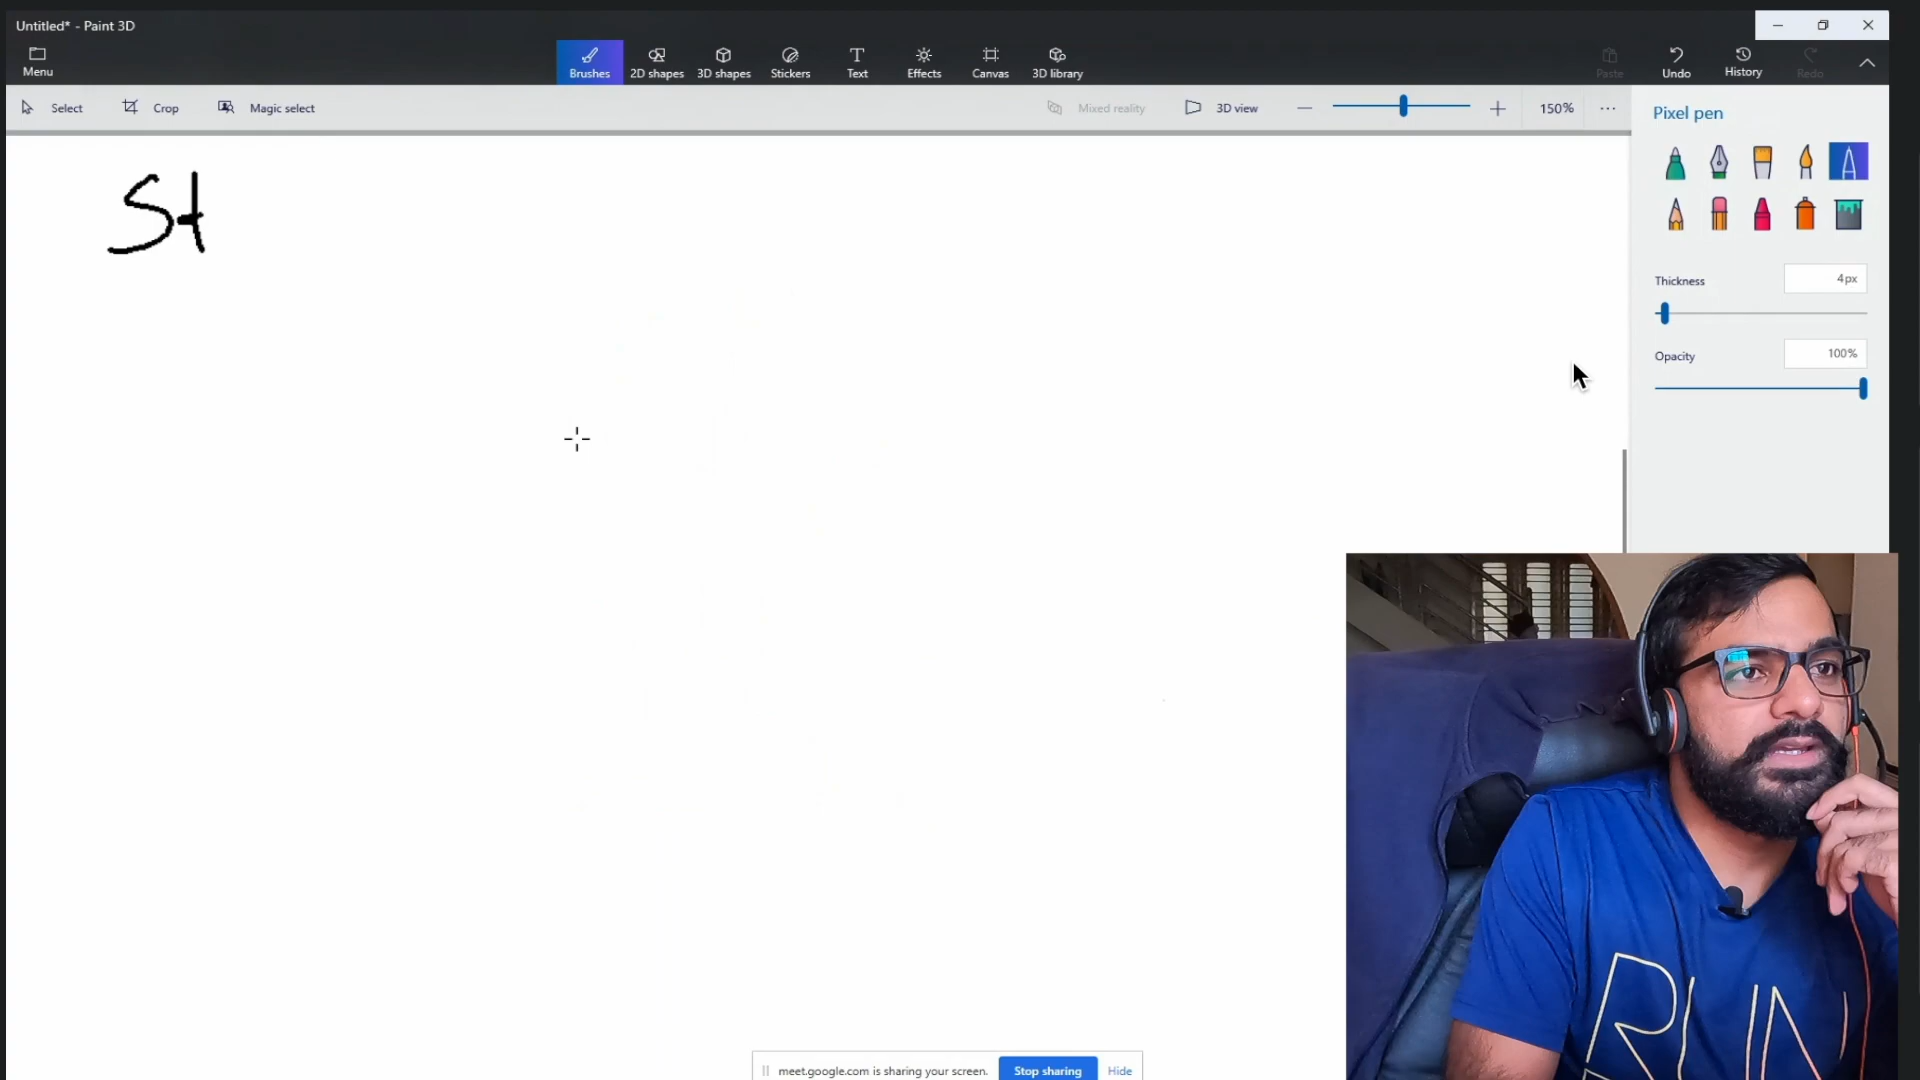 Untitled* - Paint 3D
Menu
Brushes
2D shapes
3D shapes
Stickers
Text
Effects
Canvas
3D library
Paste
Undo
History
Redo
Select
Crop
Magic select
Mixed reality
3D view
150%
Pixel pen
Thickness
4px
Opacity
100%
St
RUN
meet.google.com is sharing your screen.
Stop sharing
Hide